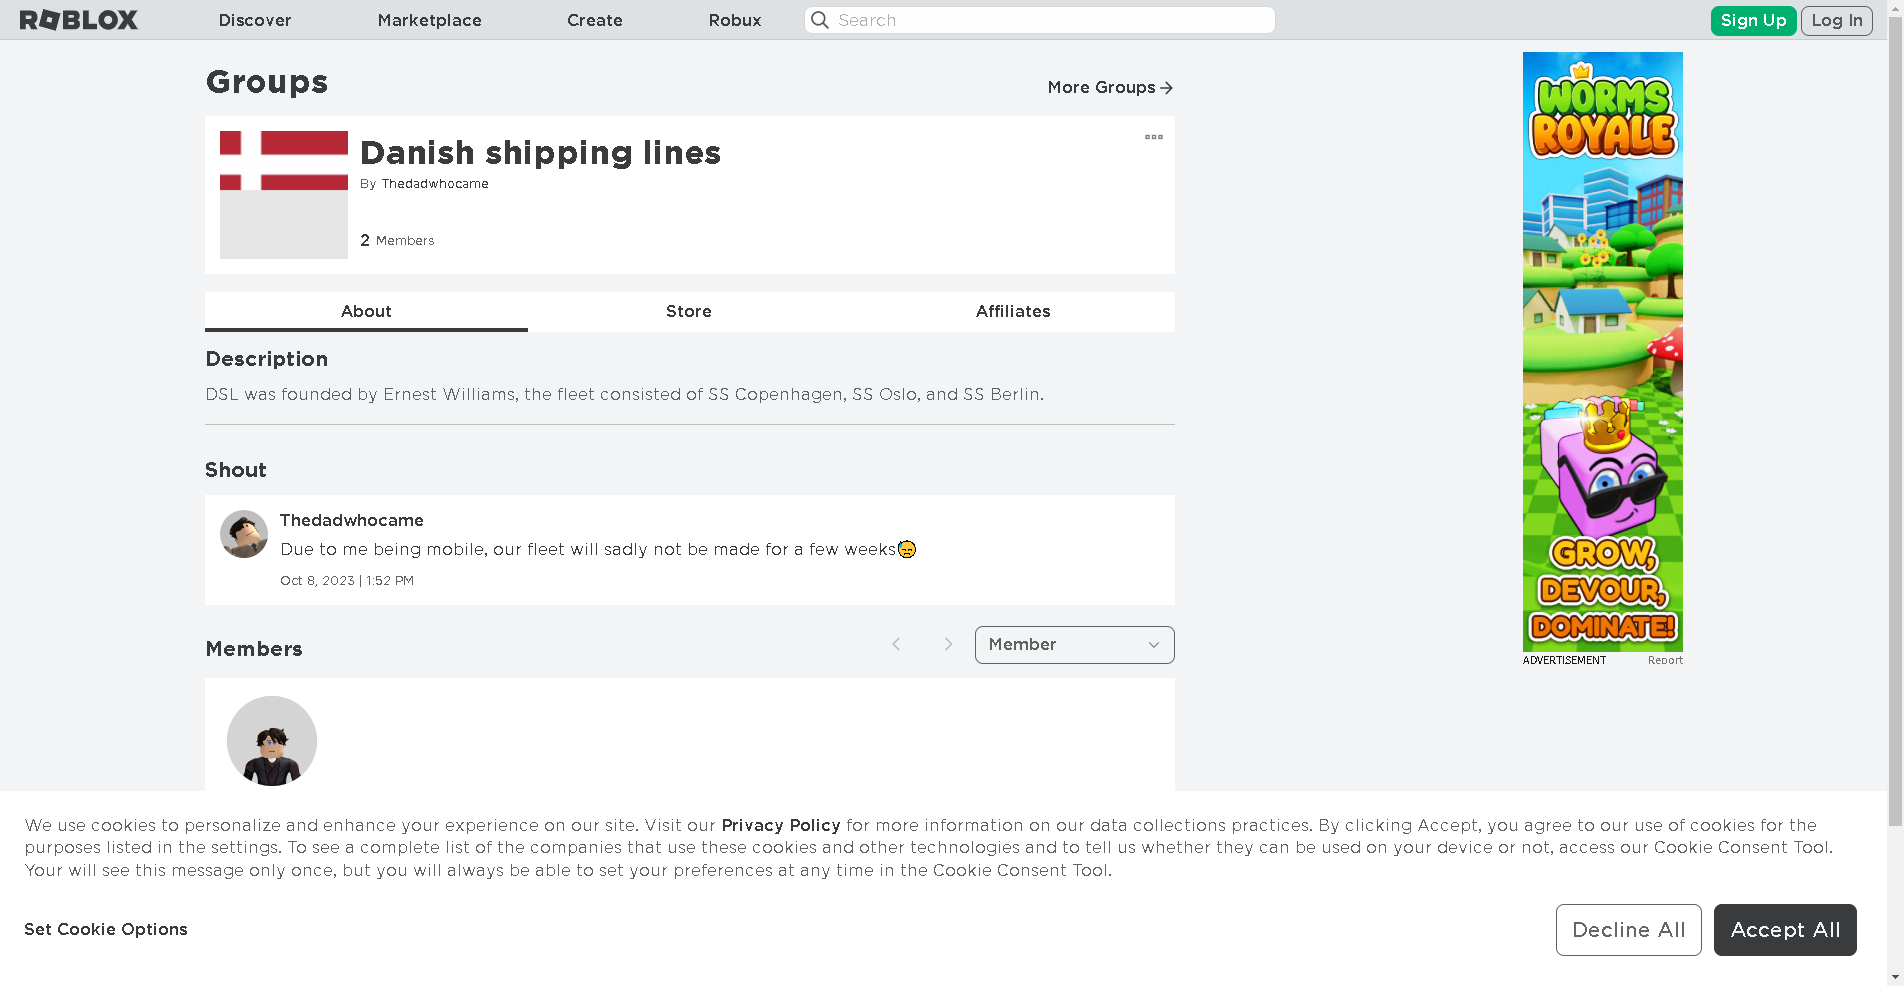 ROBLOX
Discover
Marketplace
Create
Robux
Search
Sign Up
Log In
Groups
More Groups
Danish shipping lines
By Thedadwhocame
2 Members
About
Store
Affiliates
Description
DSL was founded by Ernest Williams, the fleet consisted of SS Copenhagen, SS Oslo, and SS Berlin.
Shout
Thedadwhocame
Due to me being mobile, our fleet will sadly not be made for a few weeks😓
Oct 8, 2023 | 1:52 PM
Members
Member
WORMS
ROYALE
GROW,
DEVOUR,
DOMINATE!
ADVERTISEMENT
Report
We use cookies to personalize and enhance your experience on our site. Visit our Privacy Policy for more information on our data collections practices. By clicking Accept, you agree to our use of cookies for the
purposes listed in the settings. To see a complete list of the companies that use these cookies and other technologies and to tell us whether they can be used on your device or not, access our Cookie Consent Tool.
Your will see this message only once, but you will always be able to set your preferences at any time in the Cookie Consent Tool.
Set Cookie Options
Decline All
Accept All